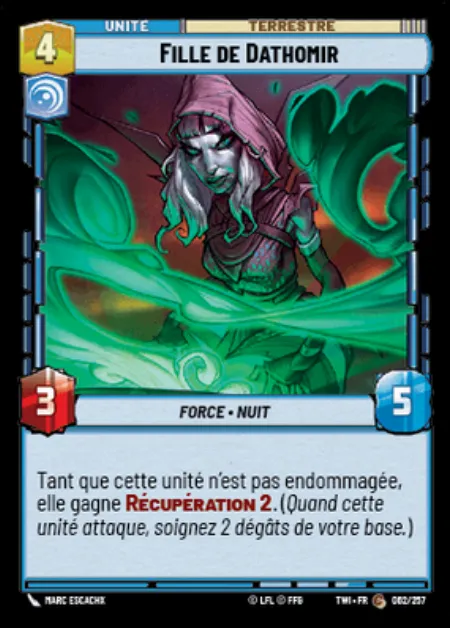 UNITÉ
TERRESTRE
4
FILLE DE DATHOMIR
3
FORCE • NUIT
5
Tant que cette unité n'est pas endommagée,
elle gagne RÉCUPÉRATION 2. (Quand cette
unité attaque, soignez 2 dégâts de votre base.)
MARC ESCACHX © LFL Ⓟ FFG TWI • FR C 062/257